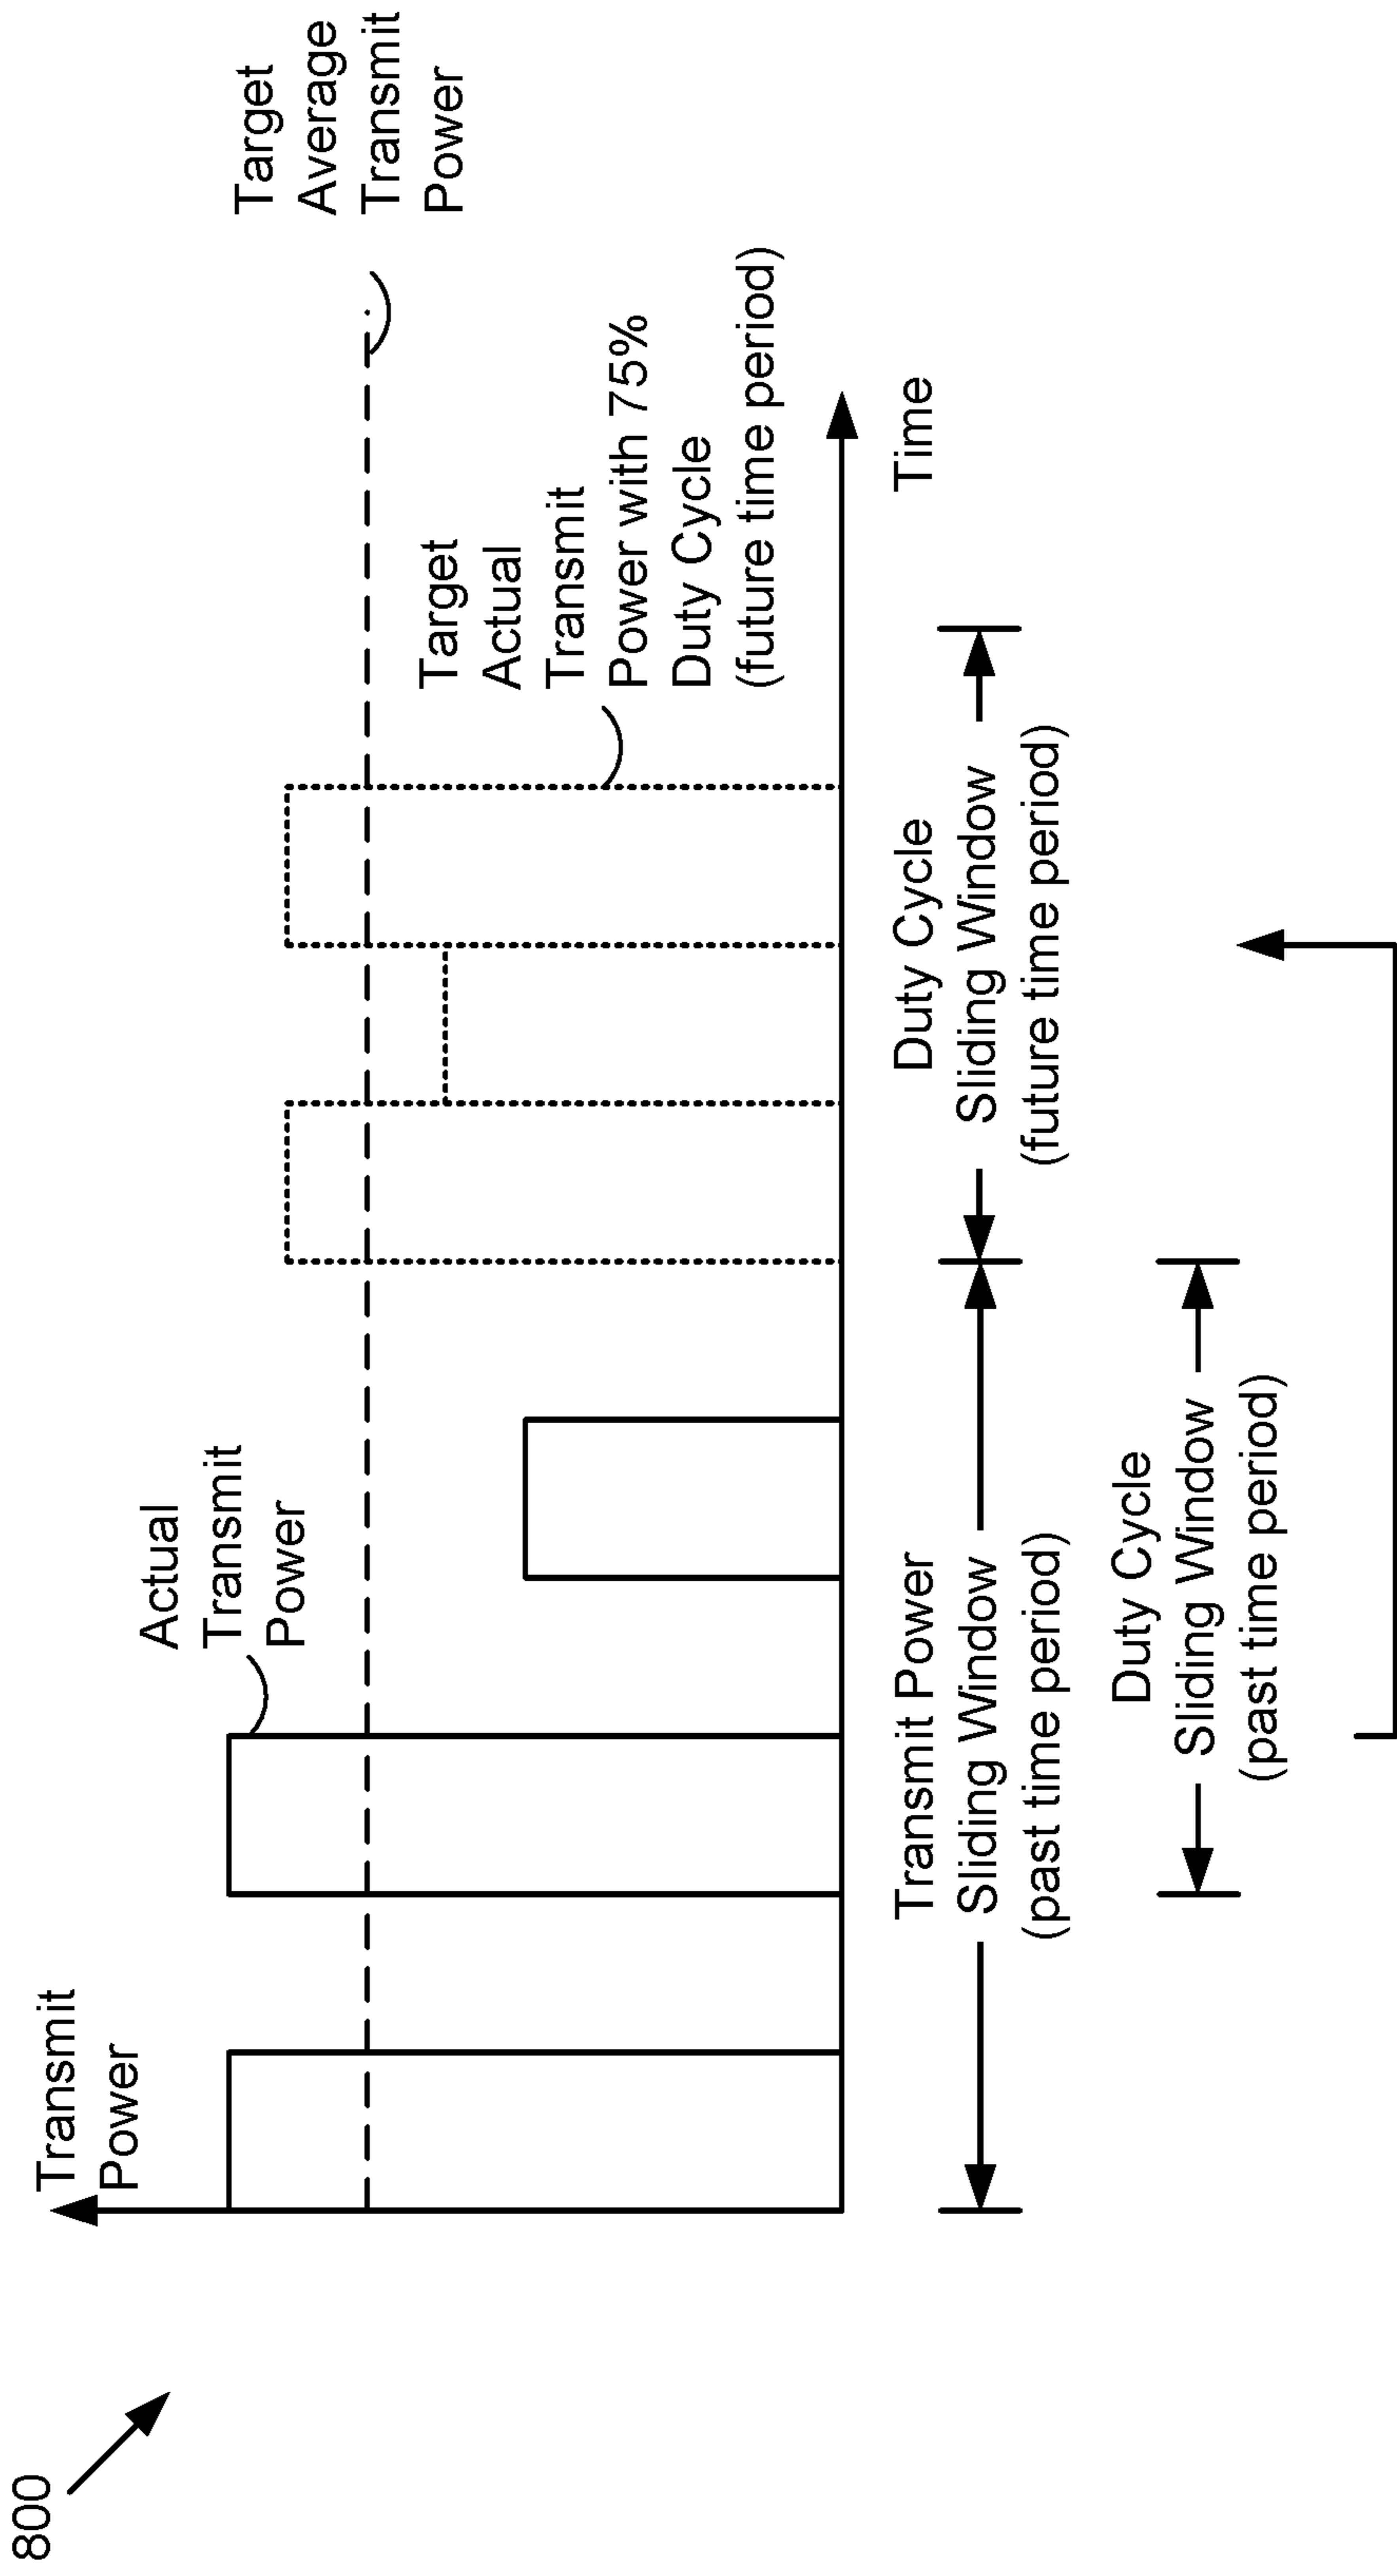 800
Transmit
Power
Actual
Transmit
Power
Target
Average
Transmit
Power
Target
Actual
Transmit
Power with 75%
Duty Cycle
(future time period)
Time
Transmit Power
Sliding Window
(past time period)
Duty Cycle
Sliding Window
(future time period)
Duty Cycle
Sliding Window
(past time period)